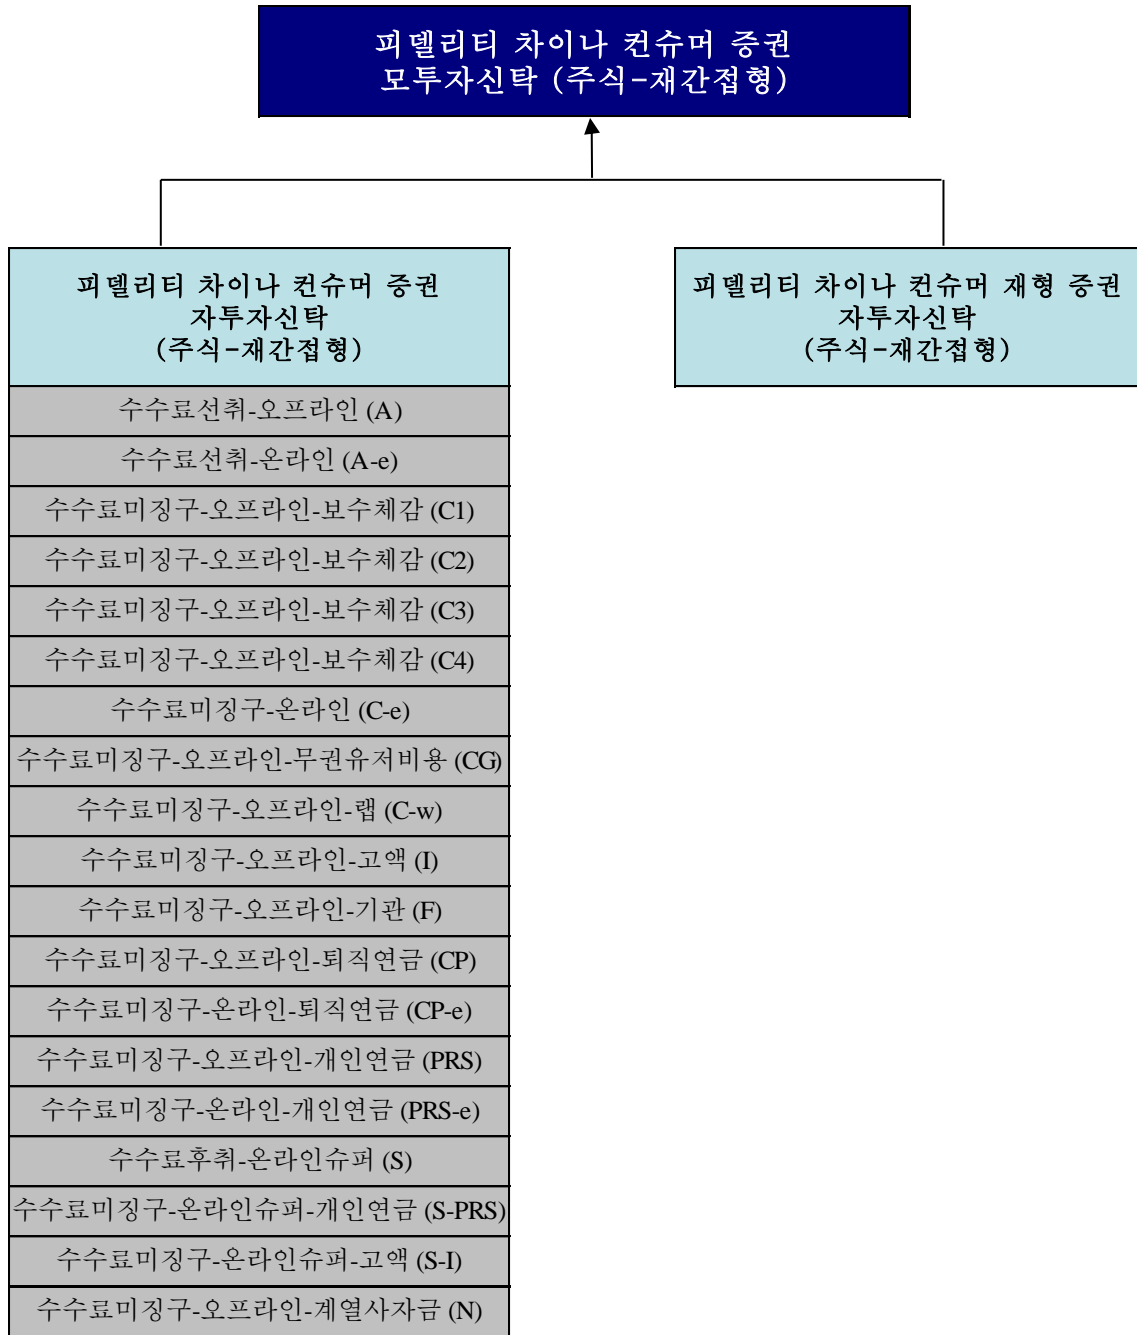 피델리티 차이나 컨슈머 증권
모투자신탁 (주식-재간접형)
피델리티 차이나 컨슈머 증권
자투자신탁
(주식-재간접형)
피델리티 차이나 컨슈머 재형 증권
자투자신탁
(주식-재간접형)
수수료선취-오프라인 (A)
수수료선취-온라인 (A-e)
수수료미징구-오프라인-보수체감 (C1)
수수료미징구-오프라인-보수체감 (C2)
수수료미징구-오프라인-보수체감 (C3)
수수료미징구-오프라인-보수체감 (C4)
수수료미징구-온라인 (C-e)
수수료미징구-오프라인-무권유저비용 (CG)
수수료미징구-오프라인-랩 (C-w)
수수료미징구-오프라인-고액 (I)
수수료미징구-오프라인-기관 (F)
수수료미징구-오프라인-퇴직연금 (CP)
수수료미징구-온라인-퇴직연금 (CP-e)
수수료미징구-오프라인-개인연금 (PRS)
수수료미징구-온라인-개인연금 (PRS-e)
수수료후취-온라인슈퍼 (S)
수수료미징구-온라인슈퍼-개인연금 (S-PRS)
수수료미징구-온라인슈퍼-고액 (S-I)
수수료미징구-오프라인-계열사자금 (N)